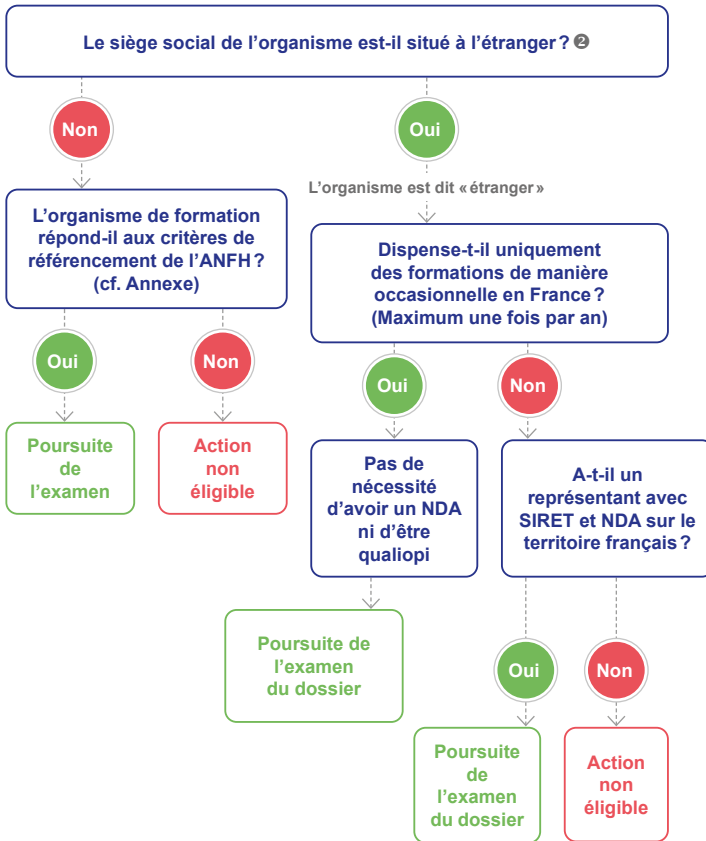 Le siège social de l'organisme est-il situé à l'étranger ? ❷
Non
Oui
L'organisme est dit « étranger »
L'organisme de formation
répond-il aux critères de
référencement de l'ANFH ?
(cf. Annexe)
Dispense-t-il uniquement
des formations de manière
occasionnelle en France ?
(Maximum une fois par an)
Oui
Non
Oui
Non
Poursuite
de
l'examen
Action
non
éligible
Pas de
nécessité
d'avoir un NDA
ni d'être
qualiopi
A-t-il un
représentant avec
SIRET et NDA sur le
territoire français ?
Poursuite de
l'examen
du dossier
Oui
Non
Poursuite
de
l'examen
du dossier
Action
non
éligible